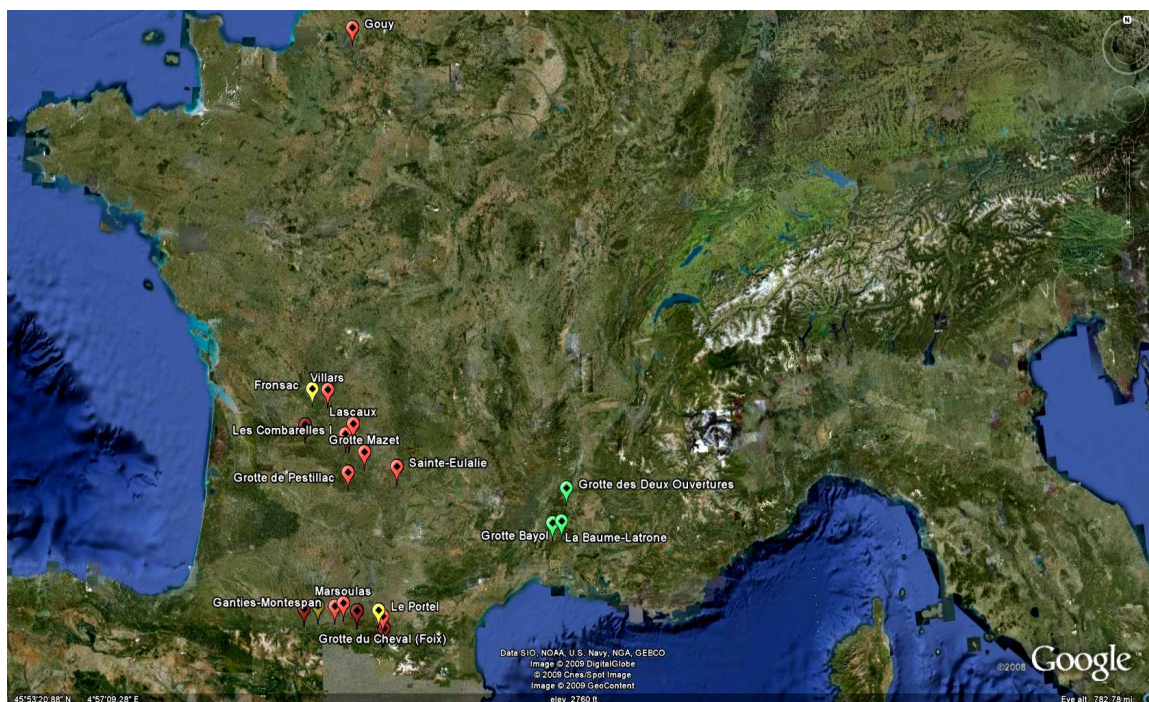 Gouy
N
Fronsac
Villars
Lascaux
Les Combarelles I
Grotte Mazet
Grotte de Pestillac
Sainte-Eulalie
Grotte des Deux Ouvertures
Grotte Bayol
La Baume-Latrone
Marsoulas
Ganties-Montespan
Le Portel
Grotte du Cheval (Foix)
Data SIO, NOAA, U.S. Navy, NGA, GEBCO
Image © 2009 DigitalGlobe
© 2009 Cnes/Spot Image
Image © 2009 GeoContent
©2008 Google™
45°53'20.88" N 4°57'09.28" E
elev 2760 ft
Eye alt 782.78 mi